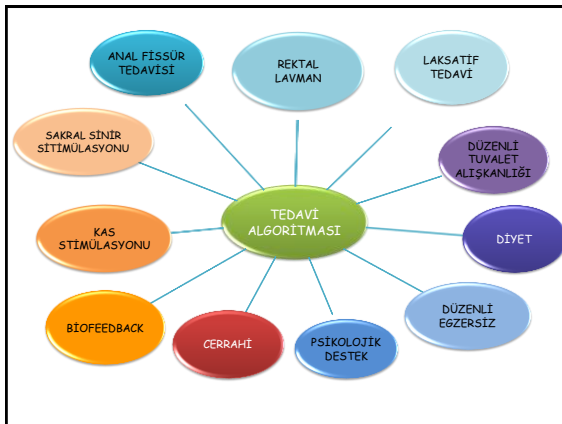 ANAL FİSSÜR
TEDAVİSİ
REKTAL
LAVMAN
LAKSATİF
TEDAVİ
SAKRAL SİNİR
SİTİMÜLASYONU
DÜZENLİ
TUVALET
ALIŞKANLIĞI
TEDAVİ
ALGORİTMASI
KAS
STİMÜLASYONU
DİYET
BİOFEEDBACK
CERRAHİ
PSİKOLOJİK
DESTEK
DÜZENLİ
EGZERSİZ